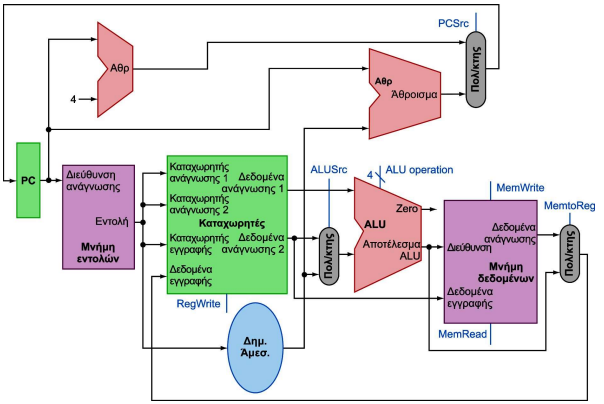 PCSrc
Αθρ
4
Αθρ
Άθροισμα
Πολ/κτης
PC
Διεύθυνση
ανάγνωσης
Εντολή
Μνήμη
εντολών
Καταχωρητής
ανάγνωσης 1
Καταχωρητής
ανάγνωσης 2
Καταχωρητής
εγγραφής
Δεδομένα
εγγραφής
Δεδομένα
ανάγνωσης 1
Καταχωρητές
Δεδομένα
ανάγνωσης 2
RegWrite
Δημ.
Άμεσ.
ALUSrc
Πολ/κτης
4
ALU operation
Zero
ALU
Αποτέλεσμα
ALU
MemWrite
Δεδομένα
ανάγνωσης
Διεύθυνση
Μνήμη
δεδομένων
Δεδομένα
εγγραφής
MemRead
MemtoReg
Πολ/κτης